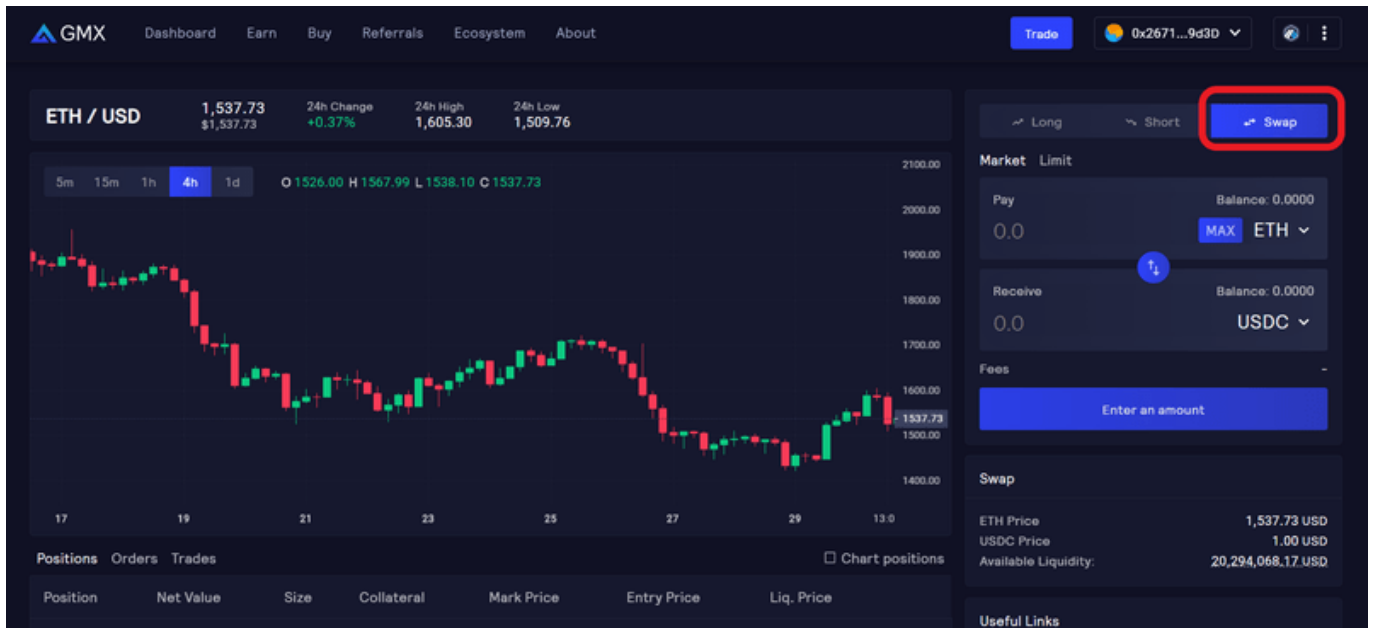 GMX Dashboard Earn Buy Referrals Ecosystem About Trade 0x2671...9d3D
ETH / USD 1,537.73 $1,537.73 24h Change +0.37% 24h High 1,605.30 24h Low 1,509.76
Long Short Swap
Market Limit
5m 15m 1h 4h 1d O 1526.00 H 1567.99 L 1538.10 C 1537.73
2100.00
2000.00
1900.00
1800.00
1700.00
1600.00
1537.73
1500.00
1400.00
17 19 21 23 25 27 29 13:0
Pay Balance: 0.0000
0.0 MAX ETH
Receive Balance: 0.0000
0.0 USDC
Fees -
Enter an amount
Swap
ETH Price 1,537.73 USD
USDC Price 1.00 USD
Available Liquidity: 20,294,068.17 USD
Useful Links
Positions Orders Trades Chart positions
Position Net Value Size Collateral Mark Price Entry Price Liq. Price